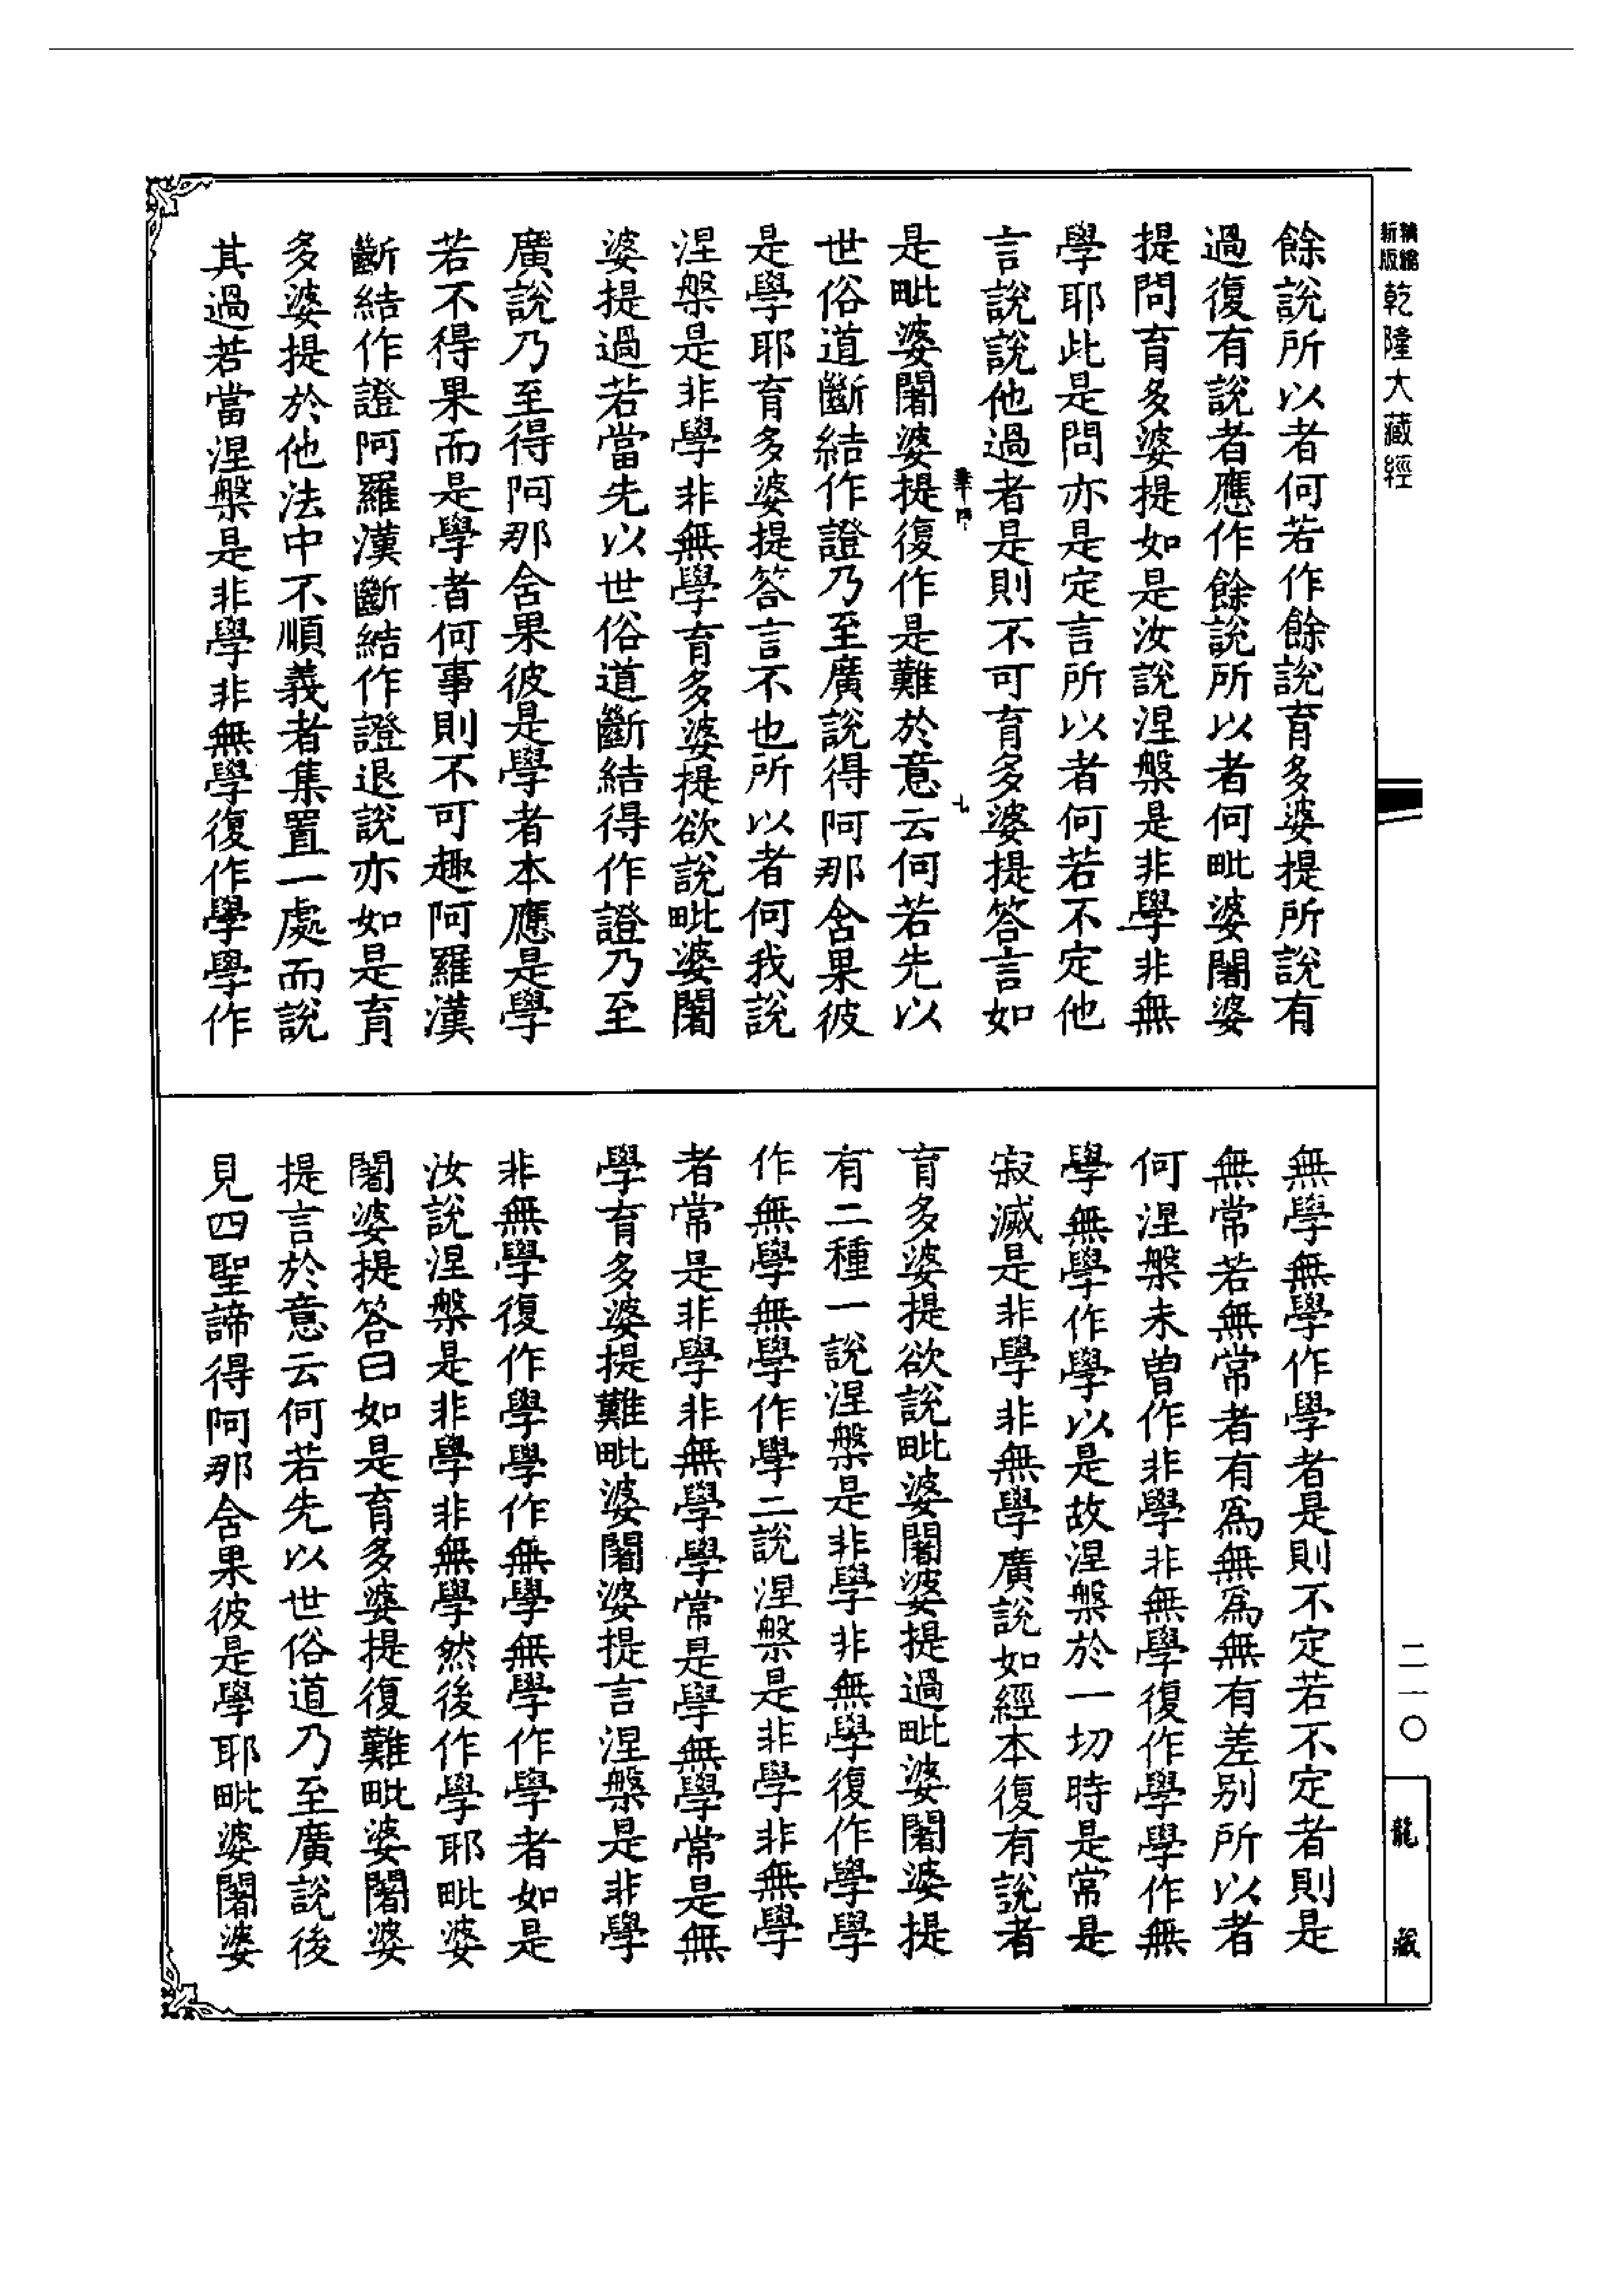 新版精縮乾隆大藏經
餘說所以者何若作餘說育多婆提所說有
過復有說者應作餘說所以者何毗婆闍婆
提問育多婆提如是汝說涅槃是非學非無
學耶此是問亦是定言所以者何若不定他
言說說他過者是則不可育多婆提答言如
是毗婆闍婆提復作是難於意云何若先以
世俗道斷結作證乃至廣說得阿那含果彼
是學耶育多婆提答言不也所以者何我說
涅槃是非學非無學育多婆提欲說毗婆闍
婆提過若當先以世俗道斷結得作證乃至
廣說乃至得阿那含果彼是學者本應是學
若不得果而是學者何事則不可趣阿羅漢
斷結作證阿羅漢斷結作證退說亦如是育
多婆提於他法中不順義者集置一處而說
其過若當涅槃是非學非無學復作學學作
無學無學作學者是則不定若不定者則是
無常若無常者有為無為無有差別所以者
何涅槃未曾作非學非無學復作學學作無
學無學作學以是故涅槃於一切時是常是
寂滅是非學非無學廣說如經本復有說者
育多婆提欲說毗婆闍婆提過毗婆闍婆提
有二種一說涅槃是非學非無學復作學學
作無學無學作學二說涅槃是非學非無學
者常是非學非無學學常是學無學常是無
學育多婆提難毗婆闍婆提言涅槃是非學
非無學復作學學作無學無學作學者如是
汝說涅槃是非學非無學然後作學耶毗婆
闍婆提答曰如是育多婆提復難毗婆闍婆
提言於意云何若先以世俗道乃至廣說後
見四聖諦得阿那含果彼是學耶毗婆闍婆
二一〇
龍藏